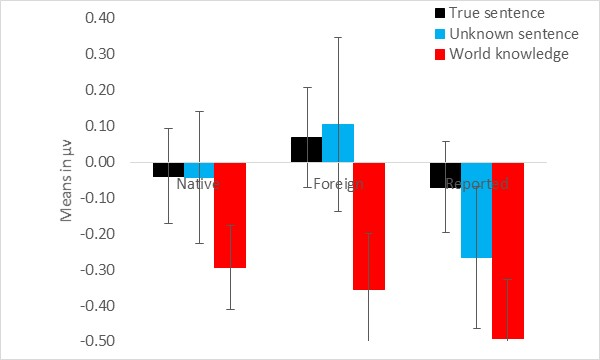 0.40
0.30
0.20
0.10
0.00
-0.10
-0.20
-0.30
-0.40
-0.50
Means in µv
Native
Foreign
Reported
True sentence
Unknown sentence
World knowledge